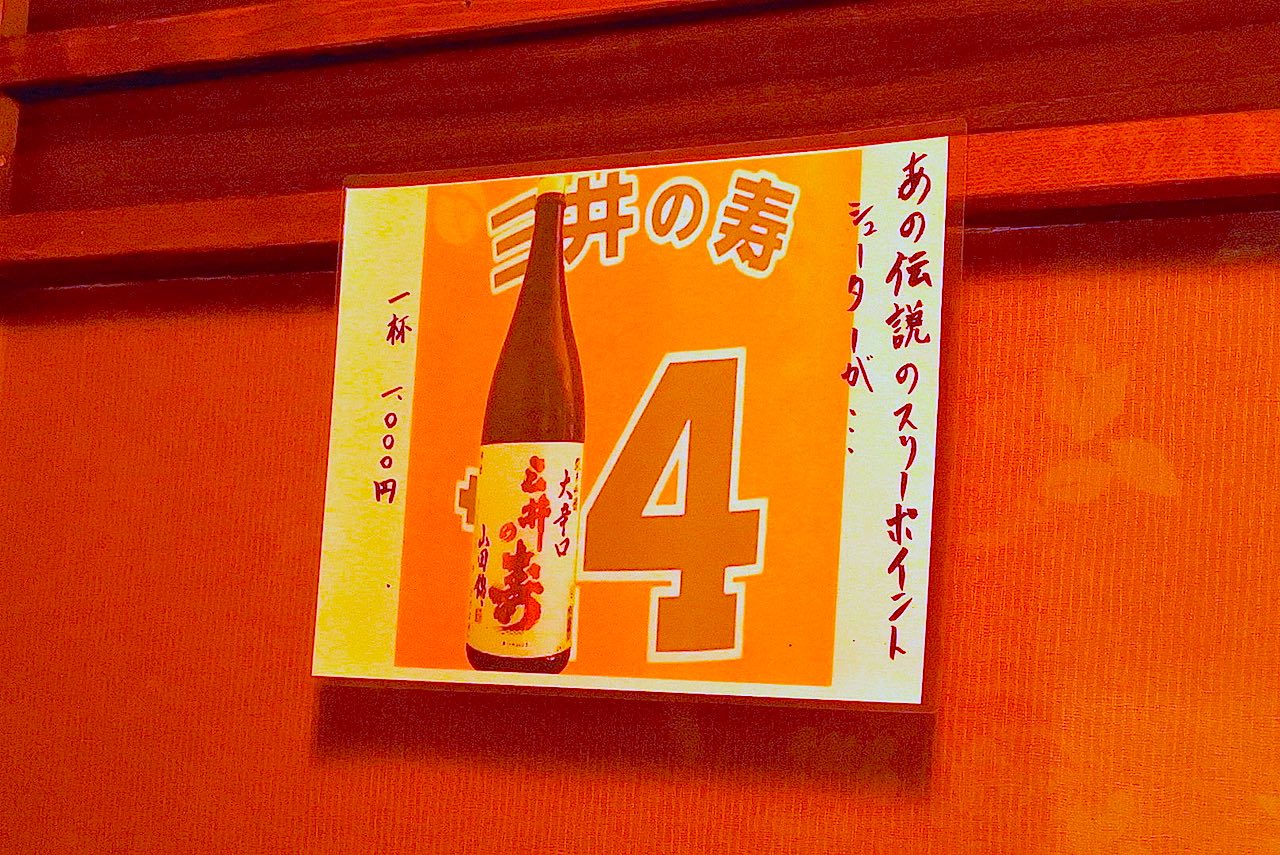 あの伝説のスリーポイント
シューターが…
三井の寿
14
大辛口
三井の寿
山田錦
一杯 一、〇〇〇円